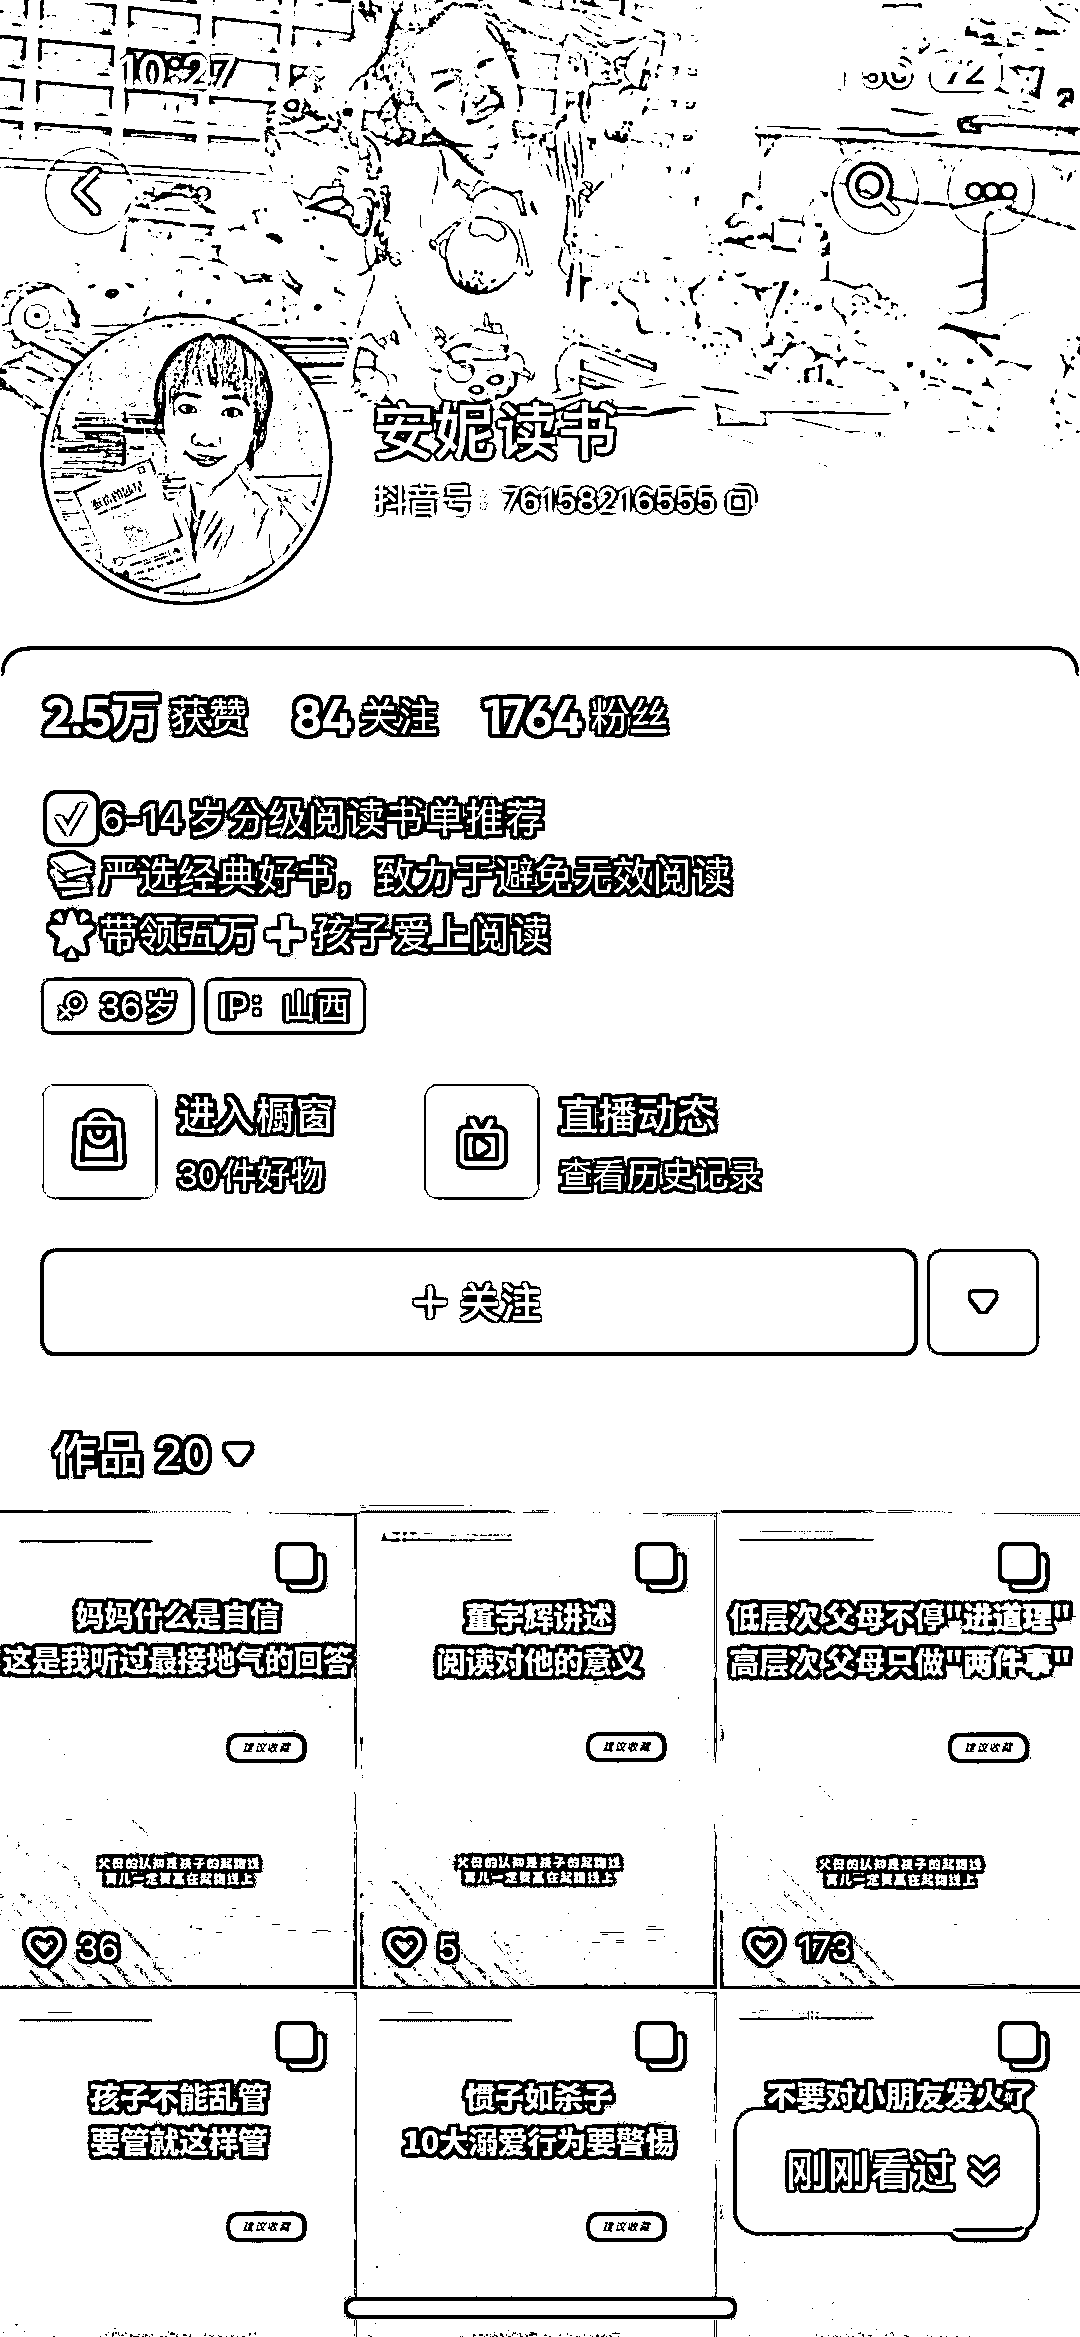 10:27
72
安妮读书
抖音号：76158216555
2.5万 获赞 84 关注 1764 粉丝
6-14岁分级阅读书单推荐
严选经典好书，致力于避免无效阅读
带领五万➕孩子爱上阅读
36岁 IP：山西
进入橱窗 直播动态
30件好物 查看历史记录
+ 关注
作品 20
妈妈什么是自信
这是我听过最接地气的回答
建议收藏
父母的认知是孩子的起跑线
育儿一定要赢在起跑线上
36
董宇辉讲述
阅读对他的意义
建议收藏
父母的认知是孩子的起跑线
育儿一定要赢在起跑线上
5
低层次父母不停"讲道理"
高层次父母只做"两件事"
建议收藏
父母的认知是孩子的起跑线
育儿一定要赢在起跑线上
173
孩子不能乱管
要管就这样管
建议收藏
惯子如杀子
10大溺爱行为要警惕
建议收藏
不要对小朋友发火了
刚刚看过